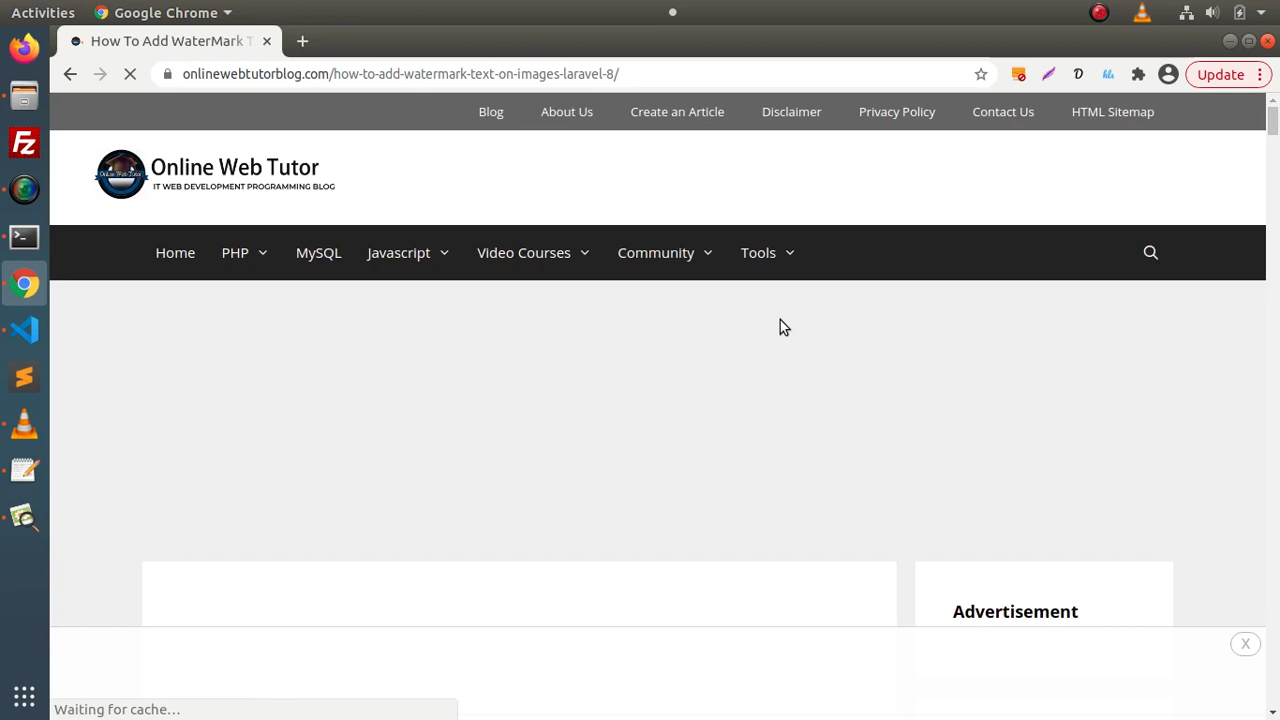 Activities
Google Chrome
How To Add WaterMark T
onlinewebtutorblog.com/how-to-add-watermark-text-on-images-laravel-8/
Update
Blog About Us Create an Article Disclaimer Privacy Policy Contact Us HTML Sitemap
Online Web Tutor
IT WEB DEVELOPMENT PROGRAMMING BLOG
Home PHP MySQL Javascript Video Courses Community Tools
Advertisement
X
Waiting for cache...